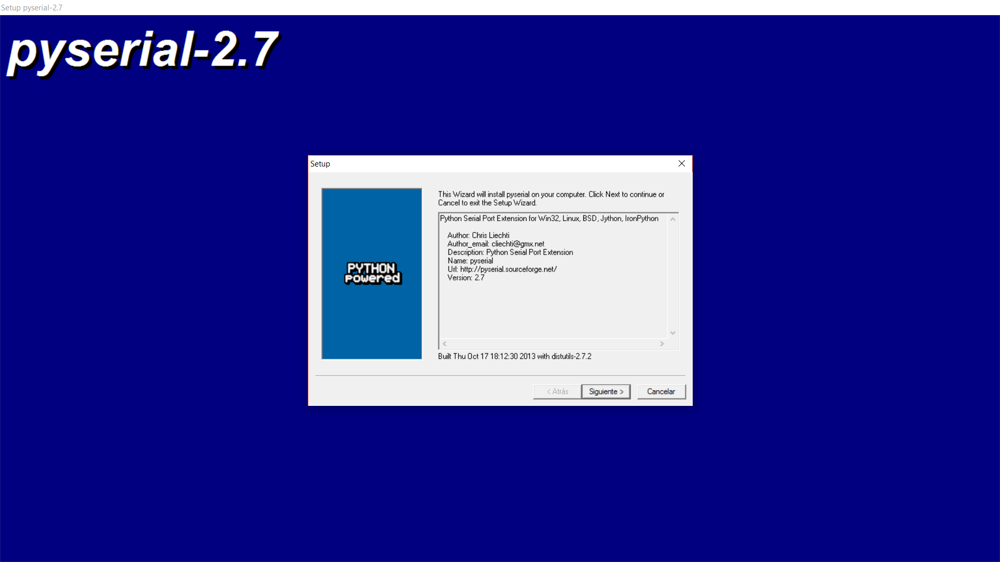 Setup pyserial-2.7
pyserial-2.7
Setup
This Wizard will install pyserial on your computer. Click Next to continue or
Cancel to exit the Setup Wizard.
Python Serial Port Extension for Win32, Linux, BSD, Jython, IronPython
Author: Chris Liechti
Author_email: cliechti@gmx.net
Description: Python Serial Port Extension
Name: pyserial
Url: http://pyserial.sourceforge.net/
Version: 2.7
PYTHON
powered
Built Thu Oct 17 18:12:30 2013 with distutils-2.7.2
< Atrás
Siguiente >
Cancelar